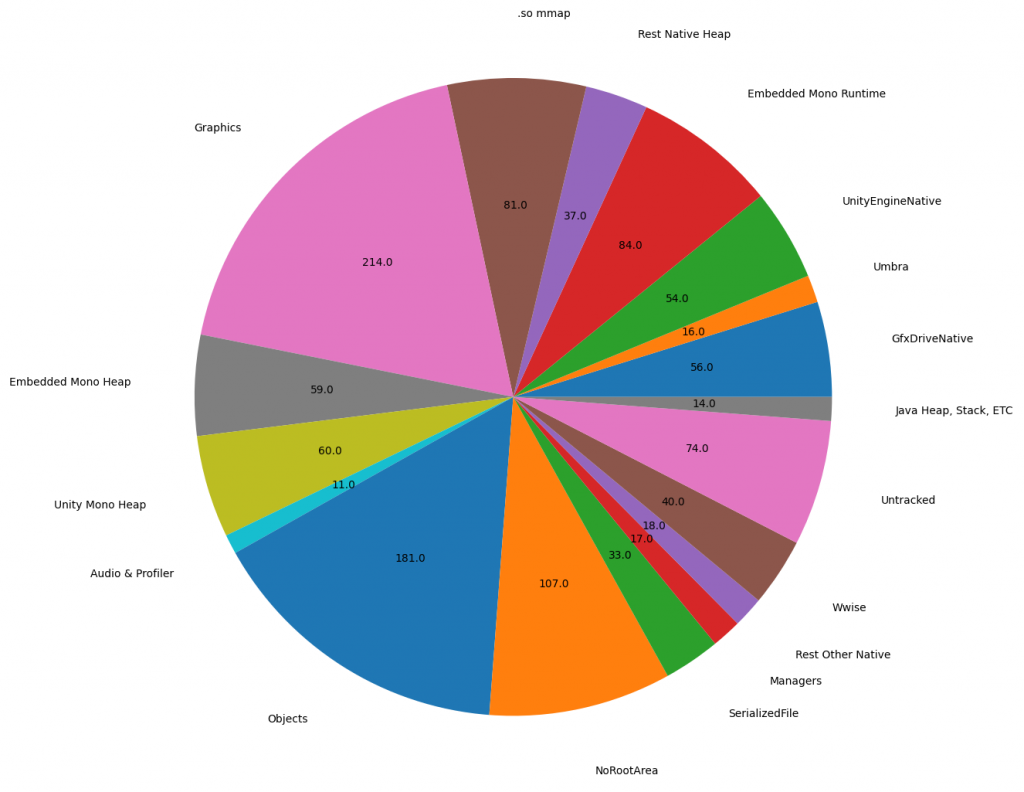 .so mmap
Rest Native Heap
Embedded Mono Runtime
Graphics
UnityEngineNative
81.0
37.0
84.0
Umbra
214.0
54.0
16.0
GfxDriveNative
56.0
Embedded Mono Heap
59.0
14.0
Java Heap, Stack, ETC
60.0
74.0
11.0
40.0
Untracked
Unity Mono Heap
18.0
17.0
33.0
181.0
107.0
Audio & Profiler
Wwise
Rest Other Native
Managers
SerializedFile
Objects
NoRootArea